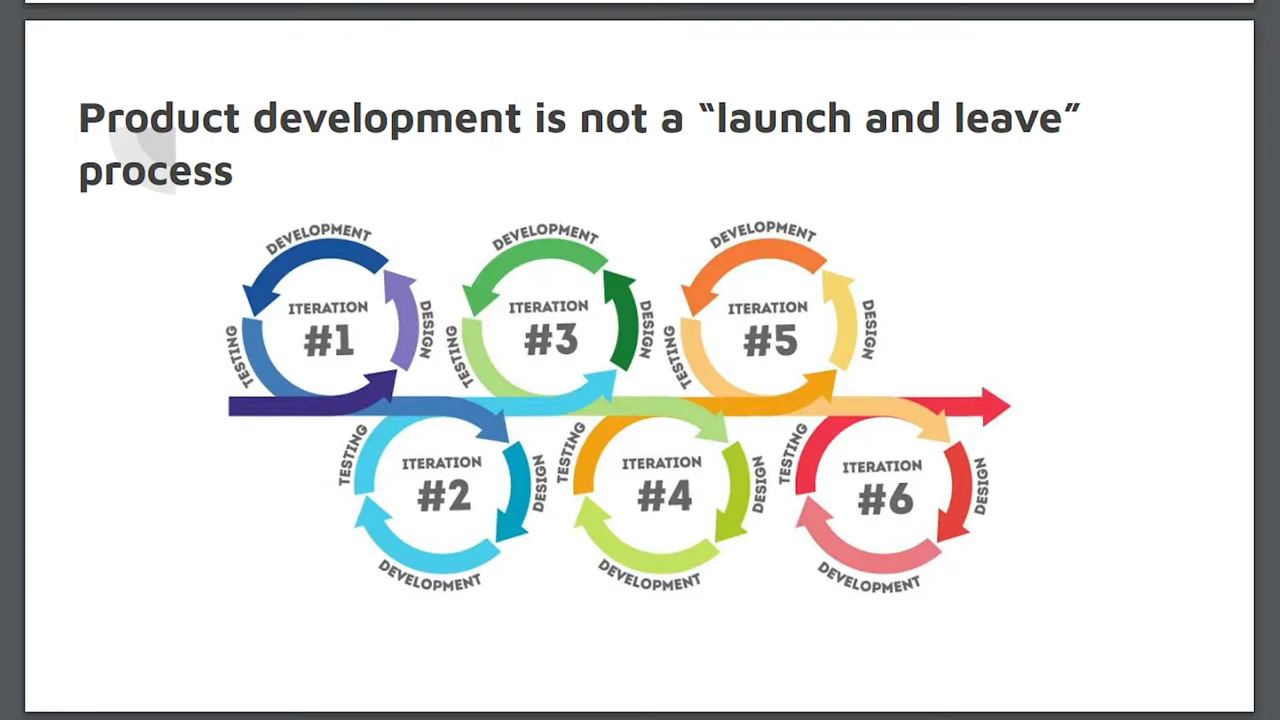 Product development is not a “launch and leave”
process
DEVELOPMENT
ITERATION
#1
DESIGN
TESTING
DEVELOPMENT
ITERATION
#3
DESIGN
TESTING
DEVELOPMENT
ITERATION
#5
DESIGN
TESTING
TESTING
ITERATION
#2
DESIGN
DEVELOPMENT
TESTING
ITERATION
#4
DESIGN
DEVELOPMENT
TESTING
ITERATION
#6
DESIGN
DEVELOPMENT